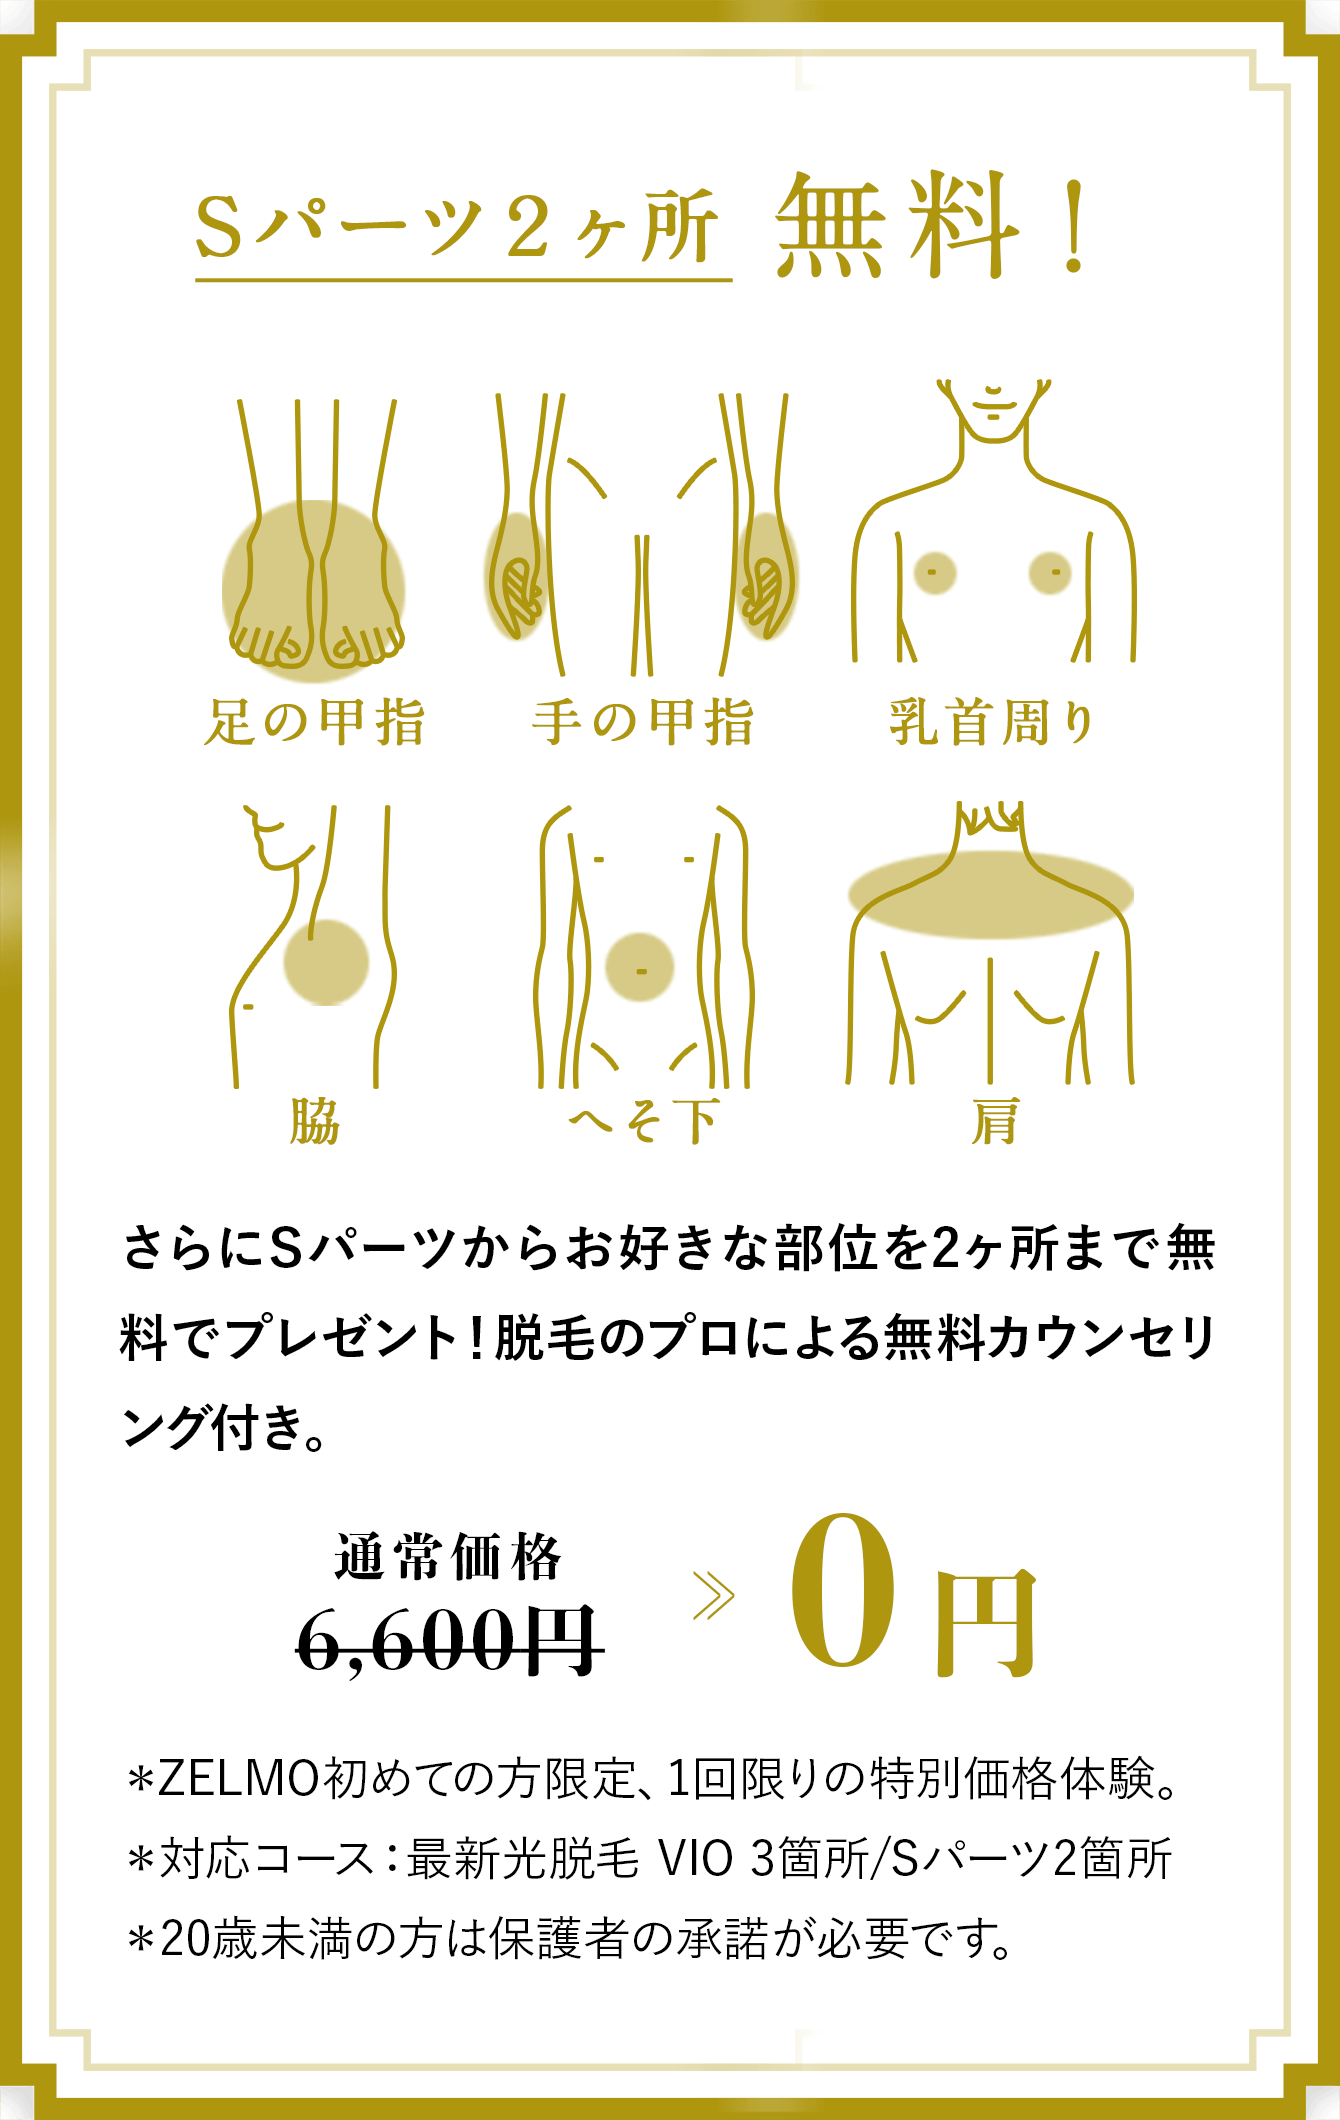 Sパーツ2ヶ所 無料！
足の甲指 手の甲指 乳首周り
脇 へそ下 肩
さらにSパーツからお好きな部位を2ヶ所まで無
料でプレゼント！脱毛のプロによる無料カウンセリ
ング付き。
通常価格
6,600円 ≫ 0円
＊ZELMO初めての方限定、1回限りの特別価格体験。
＊対応コース：最新光脱毛 VIO 3箇所/Sパーツ2箇所
＊20歳未満の方は保護者の承諾が必要です。